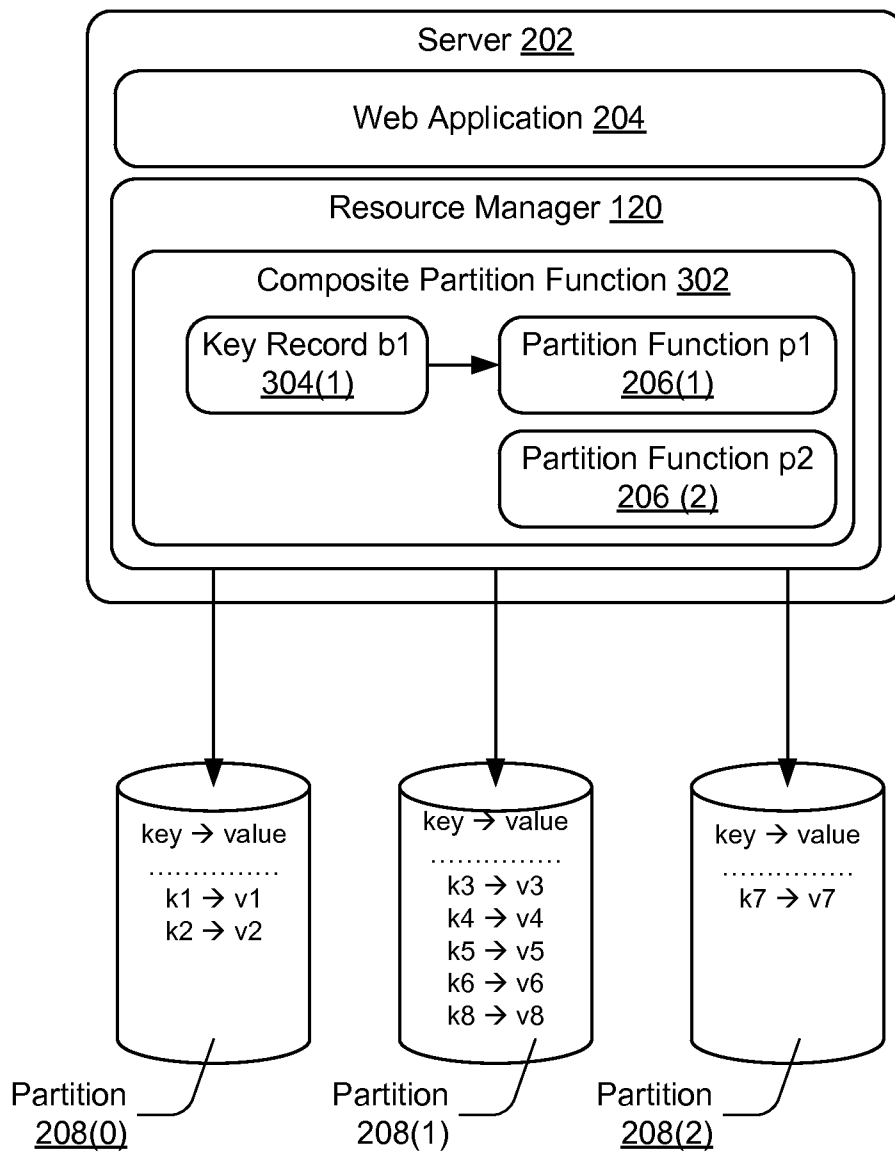 Server 202
Web Application 204
Resource Manager 120
Composite Partition Function 302
Key Record b1
304(1)
Partition Function p1
206(1)
Partition Function p2
206 (2)
key → value
...............
k1 → v1
k2 → v2
key → value
...............
k3 → v3
k4 → v4
k5 → v5
k6 → v6
k8 → v8
key → value
...............
k7 → v7
Partition
208(0)
Partition
208(1)
Partition
208(2)